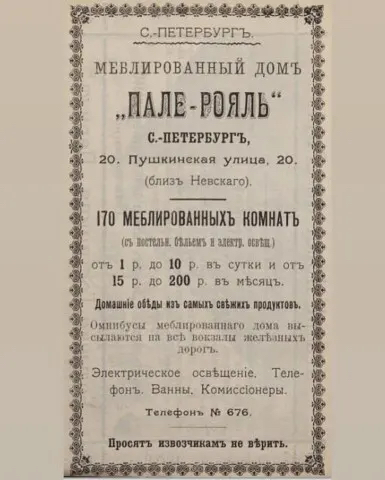 С.-ПЕТЕРБУРГЪ.
МЕБЛИРОВАННЫЙ ДОМЪ
„ПАЛЕ-РОЯЛЬ“
С.-ПЕТЕРБУРГЪ,
20. Пушкинская улица, 20.
(близъ Невскаго).
170 МЕБЛИРОВАННЫХЪ КОМНАТЪ
(съ постельн. бѣльемъ и электр. освѣщ.)
отъ 1 р. до 10 р. въ сутки и отъ
15 р. до 200 р. въ мѣсяцъ.
Домашніе обѣды изъ самыхъ свѣжихъ продуктовъ.
Омнибусы меблированнаго дома вы-
сылаются на всѣ вокзалы желѣзныхъ
дорогъ.
Электрическое освѣщеніе. Теле-
фонъ. Ванны, Комиссіонеры.
Телефонъ № 676.
Просятъ извозчикамъ не вѣрить.